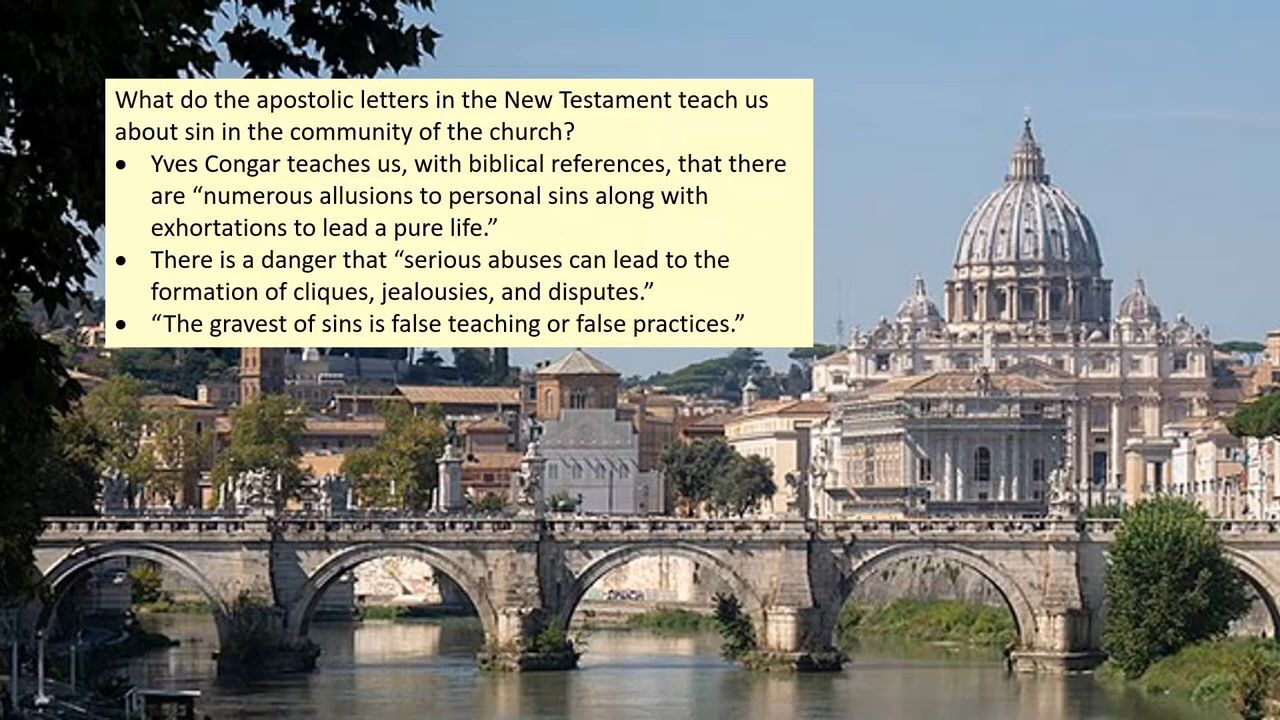 What do the apostolic letters in the New Testament teach us
about sin in the community of the church?
• Yves Congar teaches us, with biblical references, that there
are “numerous allusions to personal sins along with
exhortations to lead a pure life.”
• There is a danger that “serious abuses can lead to the
formation of cliques, jealousies, and disputes.”
• “The gravest of sins is false teaching or false practices.”